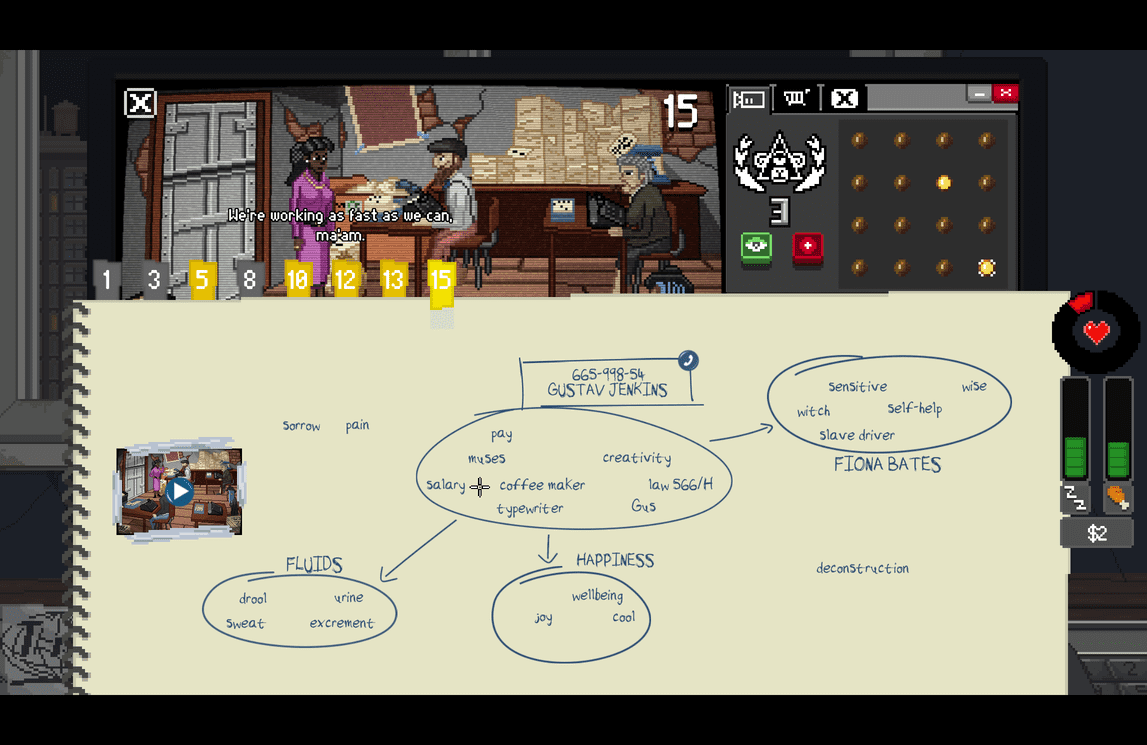 15
We're working as fast as we can,
ma'am.
3
1 3 5 8 10 12 13 15
665-998-54
GUSTAV JENKINS
sorrow pain
pay
muses creativity
salary coffee maker law 566/H
typewriter Gus
sensitive wise
witch self-help
slave driver
FIONA BATES
FLUIDS
drool urine
sweat excrement
HAPPINESS
wellbeing
joy cool
deconstruction
zzz
$2